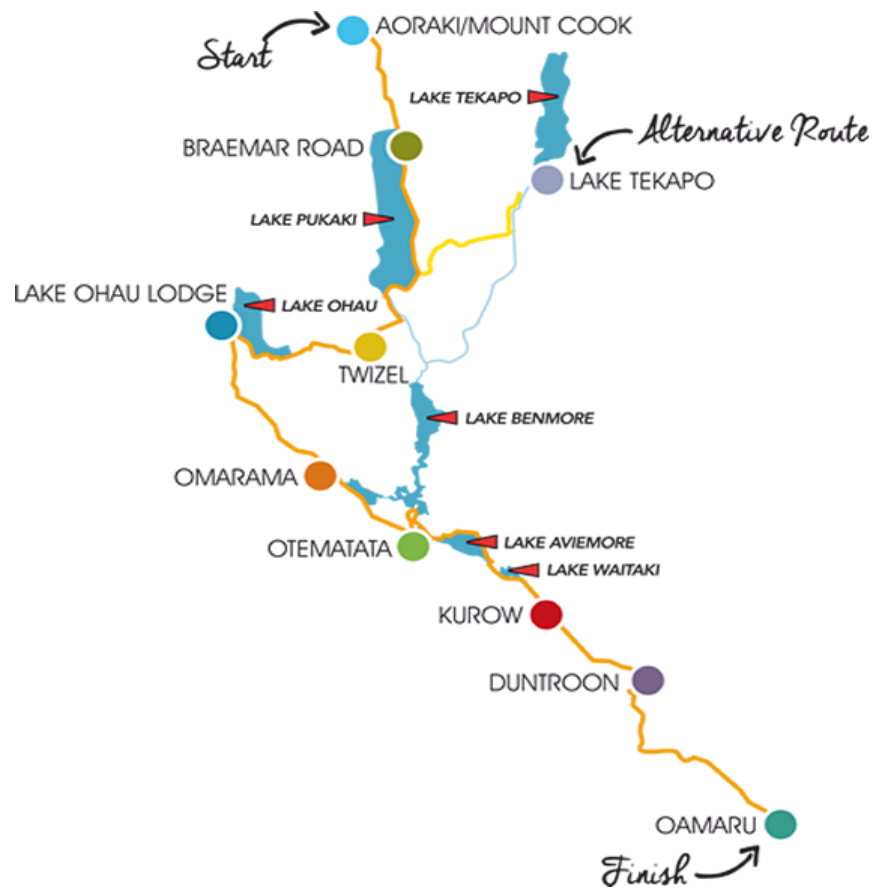 AORAKI/MOUNT COOK
Start
LAKE TEKAPO
Alternative Route
BRAEMAR ROAD
LAKE TEKAPO
LAKE PUKAKI
LAKE OHAU LODGE
LAKE OHAU
TWIZEL
LAKE BENMORE
OMARAMA
OTEMATATA
LAKE AVIEMORE
LAKE WAITAKI
KUROW
DUNTROON
OAMARU
Finish